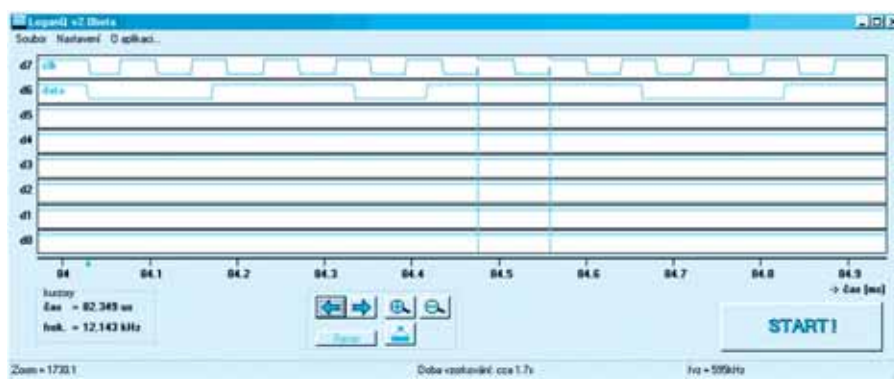 LoganQ v2.0beta
Soubor Nastavení O aplikaci...
d7 clk
d6 data
d5
d4
d3
d2
d1
d0
84 84.1 84.2 84.3 84.4 84.5 84.6 84.7 84.8 84.9
-> čas [ms]
kurzory
čas = 82.349 us
frek. = 12.143 kHz
START!
Zoom = 1730.1 Doba vzorkování: cca 1.7s fvz = 595kHz